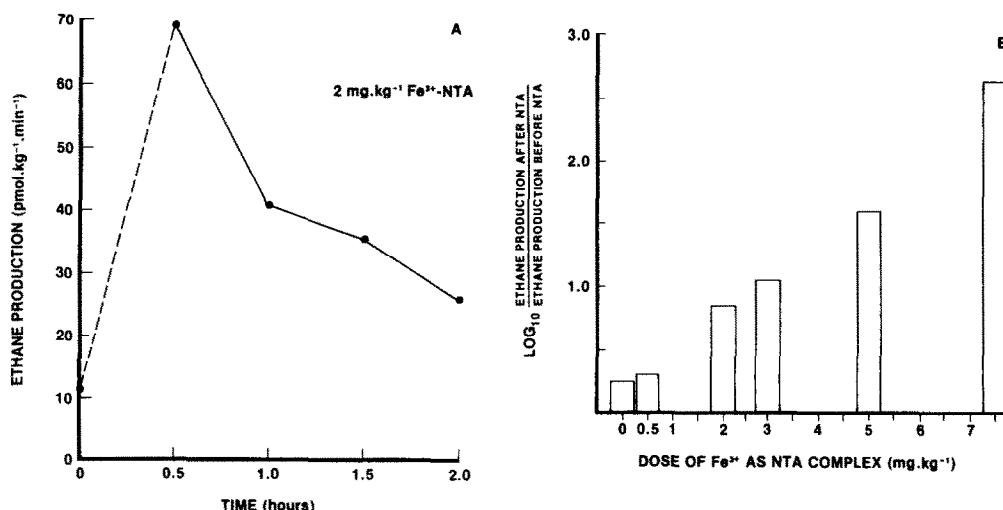 A
2 mg.kg⁻¹ Fe³⁺-NTA
ETHANE PRODUCTION (pmol.kg⁻¹.min⁻¹)
70
60
50
40
30
20
10
0
0 0.5 1.0 1.5 2.0
TIME (hours)
LOG₁₀ ETHANE PRODUCTION AFTER NTA
ETHANE PRODUCTION BEFORE NTA
3.0
2.0
1.0
0 0.5 1 2 3 4 5 6 7
DOSE OF Fe³⁺ AS NTA COMPLEX (mg.kg⁻¹)